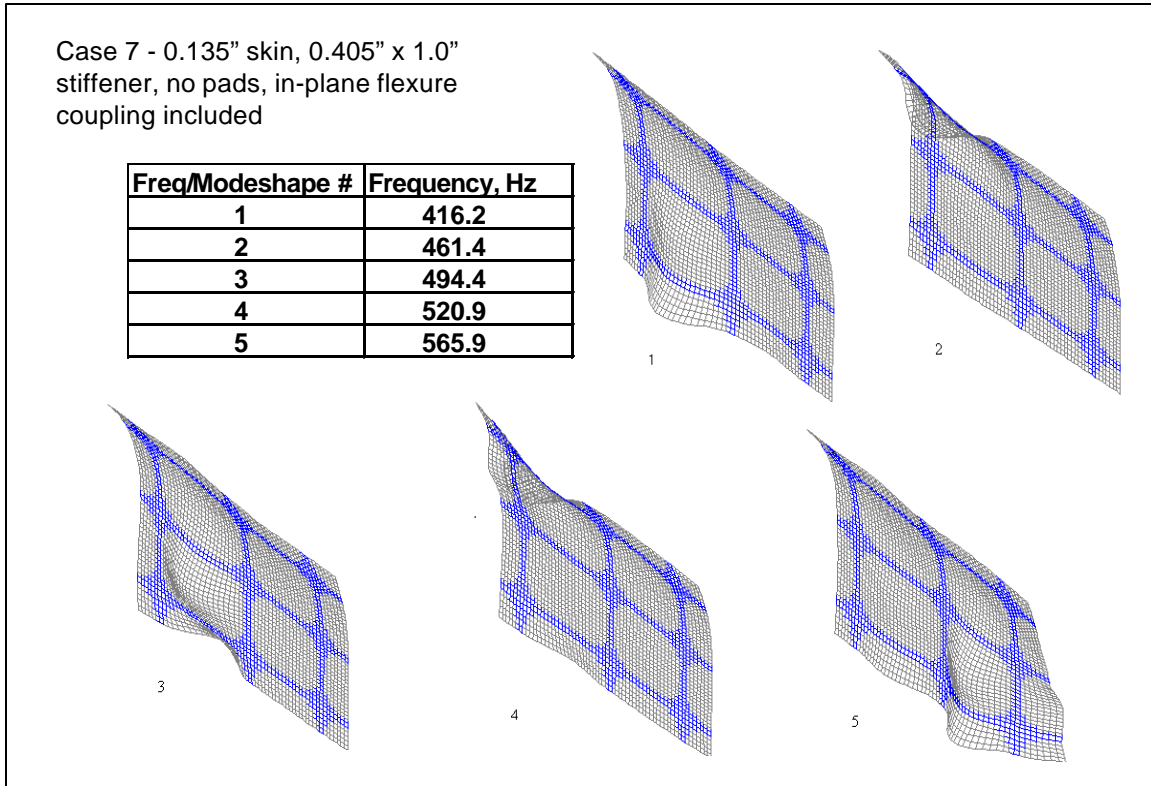 Case 7 - 0.135” skin, 0.405” x 1.0”
stiffener, no pads, in-plane flexure
coupling included
Freq/Modeshape # Frequency, Hz
1 416.2
2 461.4
3 494.4
4 520.9
5 565.9
1
2
3
4
5